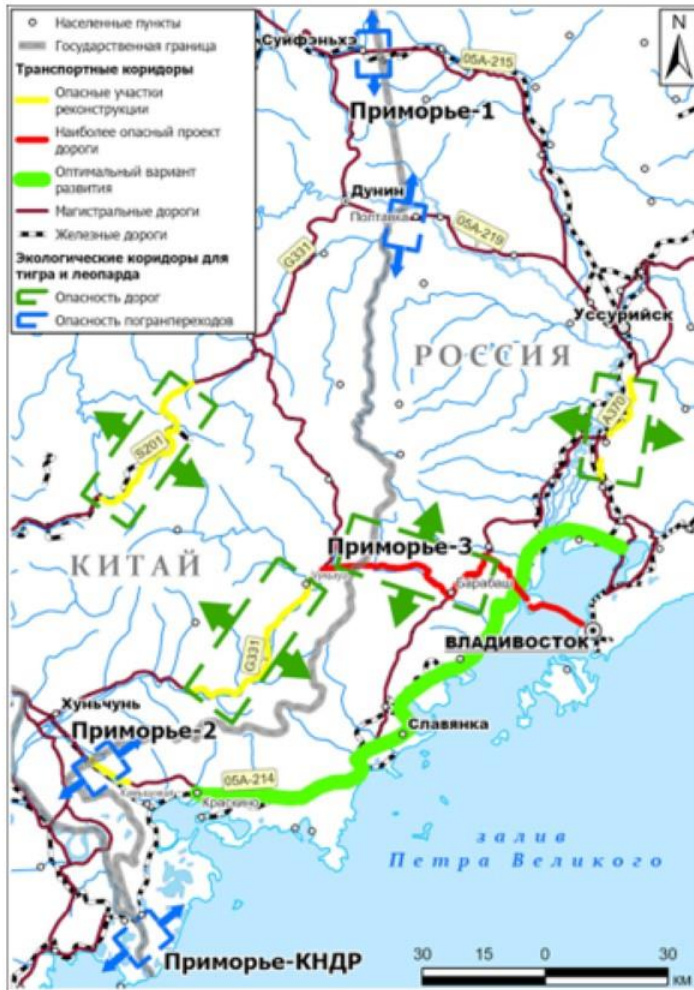 Населенные пункты
Государственная граница
Транспортные коридоры
Опасные участки
реконструкции
Наиболее опасный проект
дороги
Оптимальный вариант
развития
Магистральные дороги
Железные дороги
Экологические коридоры для
тигра и леопарда
Опасность дорог
Опасность погранпереходов
N
Суйфэньхэ
05А-215
Приморье-1
Дунин
Полтавка
05А-219
G331
Уссурийск
РОССИЯ
А370
S201
КИТАЙ
Приморье-3
Барабаш
G331
ВЛАДИВОСТОК
Хуньчунь
Приморье-2
Славянка
05А-214
Краскино
залив
Петра Великого
Приморье-КНДР
30 15 0 30
КМ